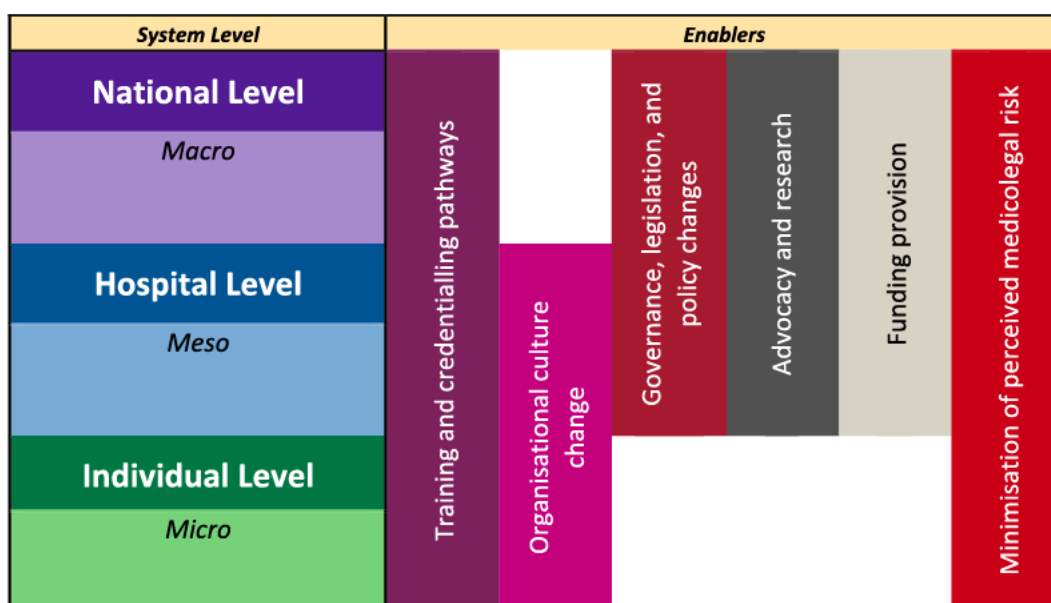 System Level
Enablers
National Level
Macro
Hospital Level
Meso
Individual Level
Micro
Training and credentialling pathways
Organisational culture
change
Governance, legislation, and
policy changes
Advocacy and research
Funding provision
Minimisation of perceived medicolegal risk